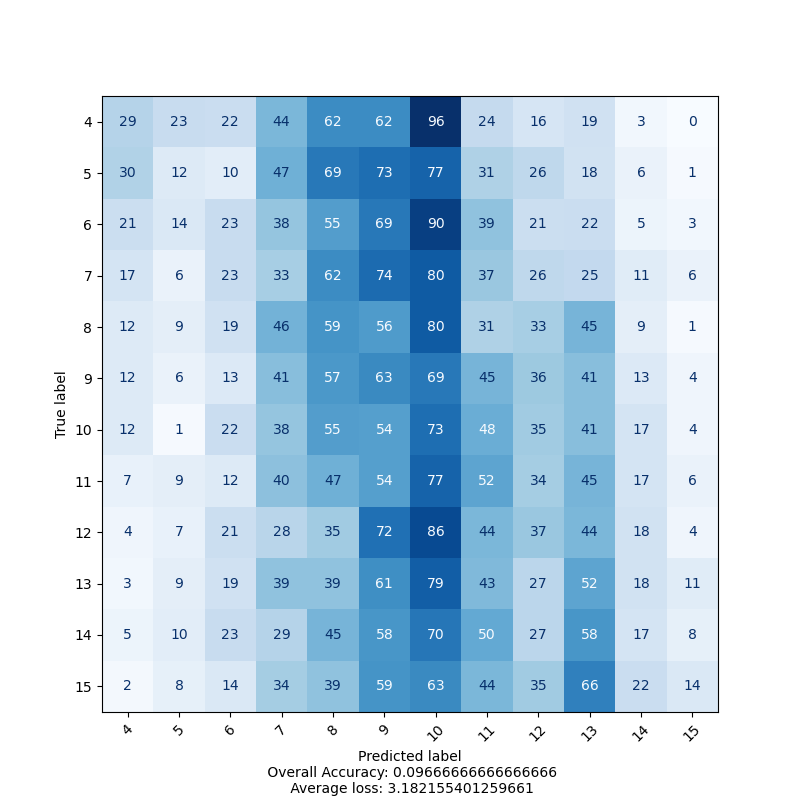 4 29 23 22 44 62 62 96 24 16 19 3 0
5 30 12 10 47 69 73 77 31 26 18 6 1
6 21 14 23 38 55 69 90 39 21 22 5 3
7 17 6 23 33 62 74 80 37 26 25 11 6
8 12 9 19 46 59 56 80 31 33 45 9 1
9 12 6 13 41 57 63 69 45 36 41 13 4
True label
10 12 1 22 38 55 54 73 48 35 41 17 4
11 7 9 12 40 47 54 77 52 34 45 17 6
12 4 7 21 28 35 72 86 44 37 44 18 4
13 3 9 19 39 39 61 79 43 27 52 18 11
14 5 10 23 29 45 58 70 50 27 58 17 8
15 2 8 14 34 39 59 63 44 35 66 22 14
4 5 6 7 8 9 10 11 12 13 14 15
Predicted label
Overall Accuracy: 0.09666666666666666
Average loss: 3.182155401259661